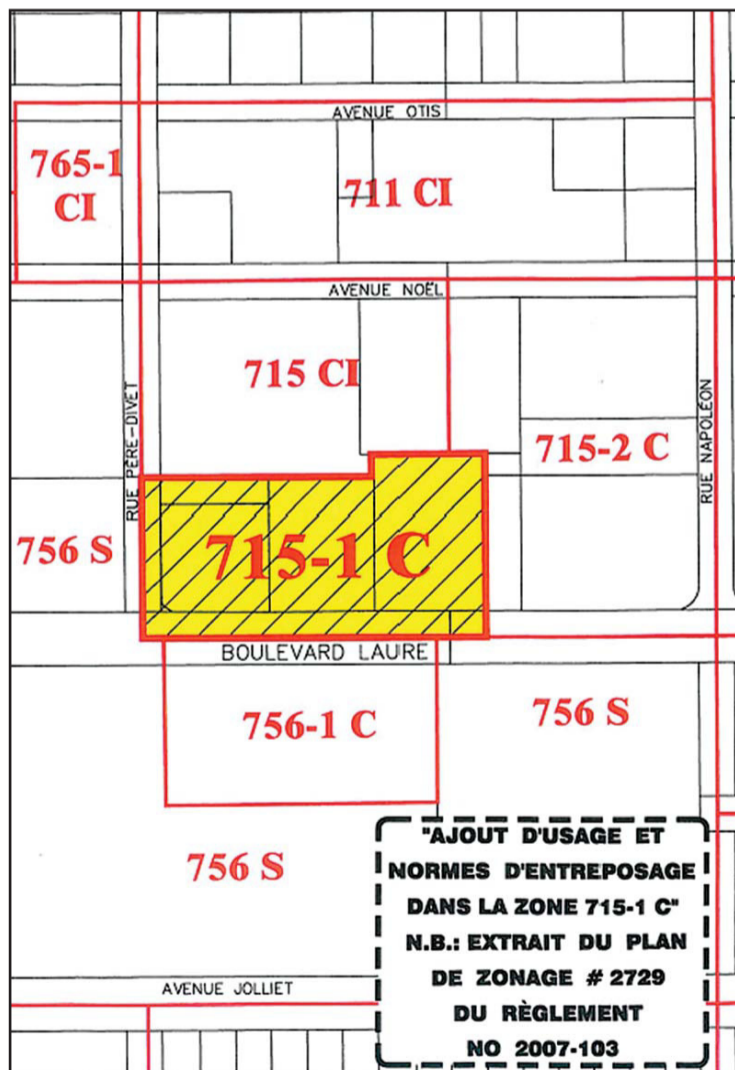 AVENUE OTIS
765-1
CI
711 CI
AVENUE NOËL
RUE PÈRE-DIVET
715 CI
RUE NAPOLÉON
715-2 C
756 S
715-1 C
BOULEVARD LAURE
756-1 C
756 S
756 S
"AJOUT D'USAGE ET
NORMES D'ENTREPOSAGE
DANS LA ZONE 715-1 C"
N.B.: EXTRAIT DU PLAN
DE ZONAGE # 2729
DU RÈGLEMENT
NO 2007-103
AVENUE JOLLIET